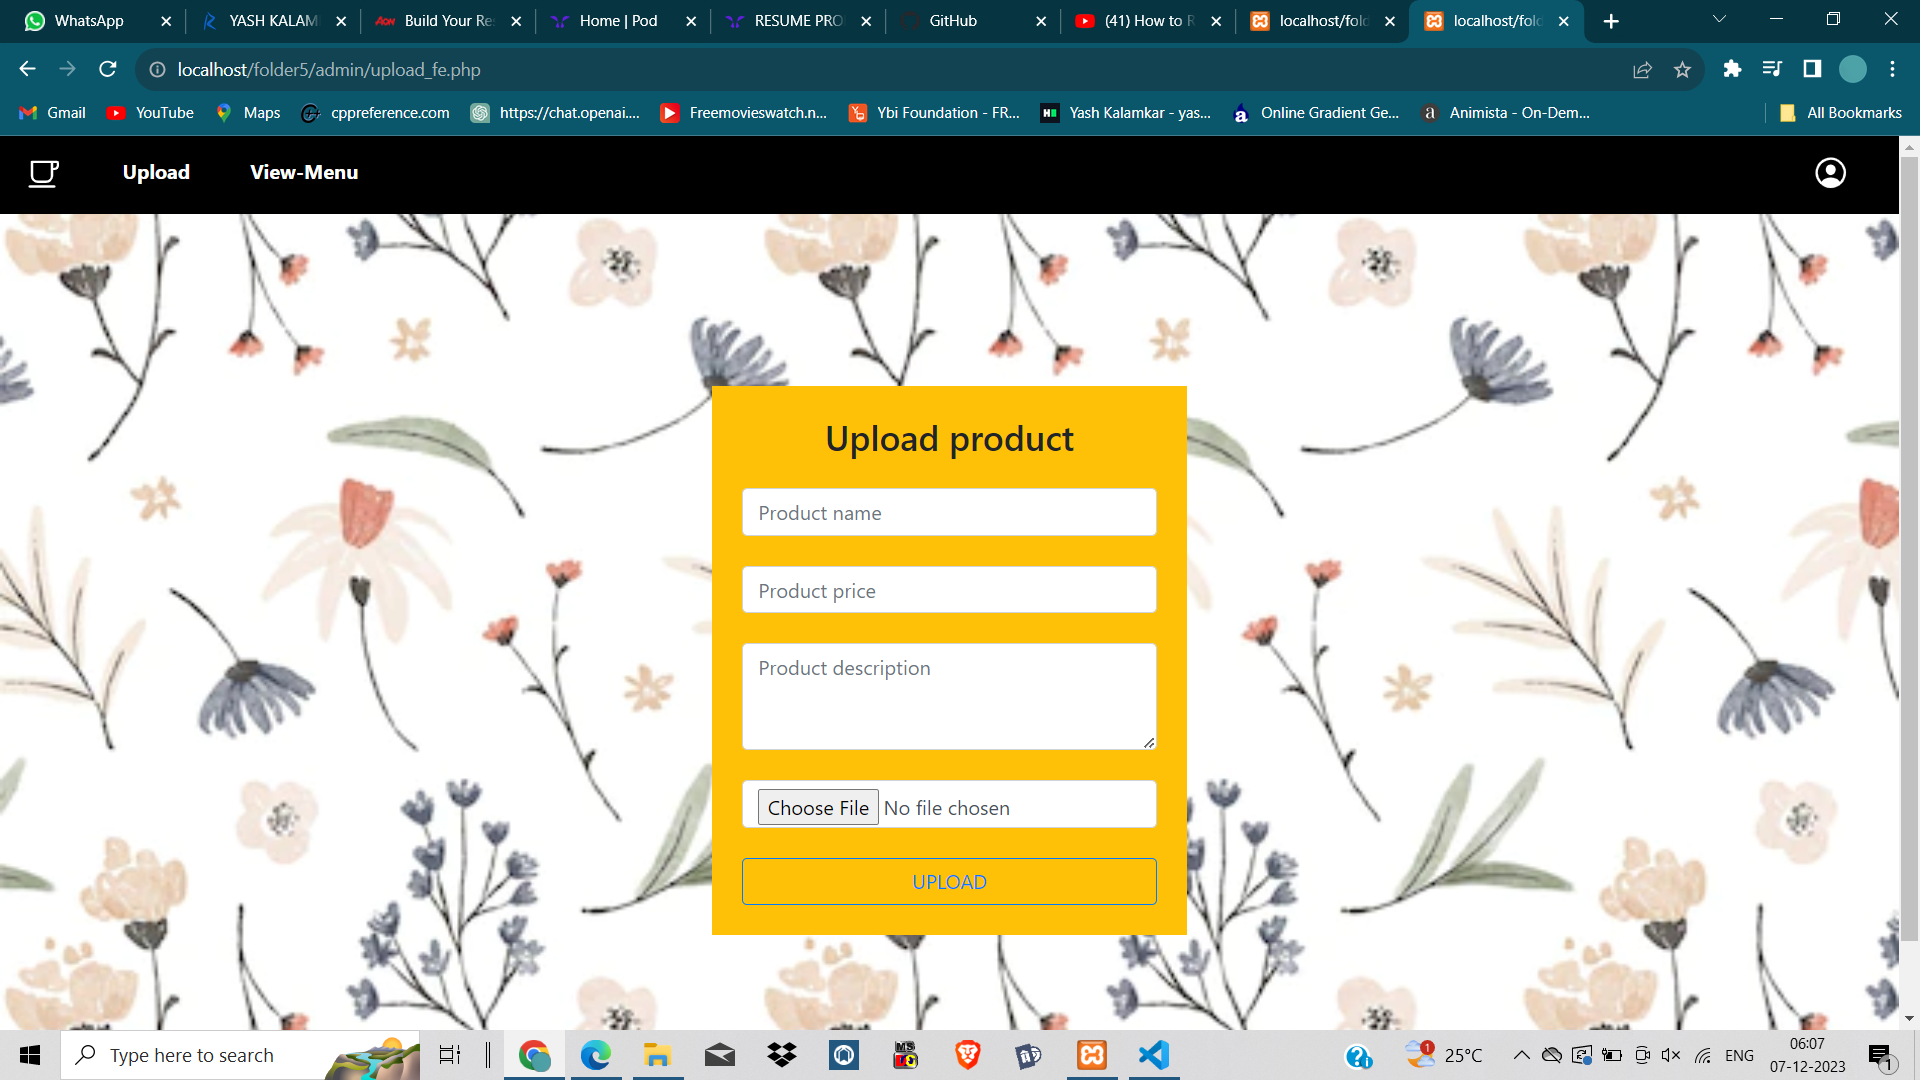 WhatsApp
YASH KALAM
Build Your Re
Home | Pod
RESUME PRO
GitHub
(41) How to R
localhost/fold
localhost/fold
localhost/folder5/admin/upload_fe.php
Gmail
YouTube
Maps
cppreference.com
https://chat.openai....
Freemovieswatch.n...
Ybi Foundation - FR...
Yash Kalamkar - yas...
Online Gradient Ge...
Animista - On-Dem...
All Bookmarks
Upload
View-Menu
Upload product
Product name
Product price
Product description
Choose File No file chosen
UPLOAD
Type here to search
25°C
ENG
06:07
07-12-2023
1